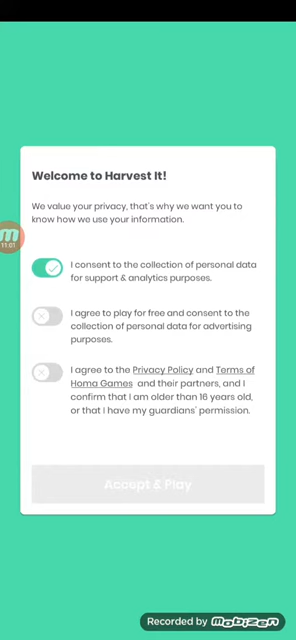 Welcome to Harvest It!
We value your privacy, that's why we want you to
know how we use your information.
M
11:01
I consent to the collection of personal data
for support & analytics purposes.
I agree to play for free and consent to the
collection of personal data for advertising
purposes.
I agree to the Privacy Policy and Terms of
Homa Games and their partners, and I
confirm that I am older than 16 years old,
or that I have my guardians' permission.
Accept & Play
Recorded by mobizen